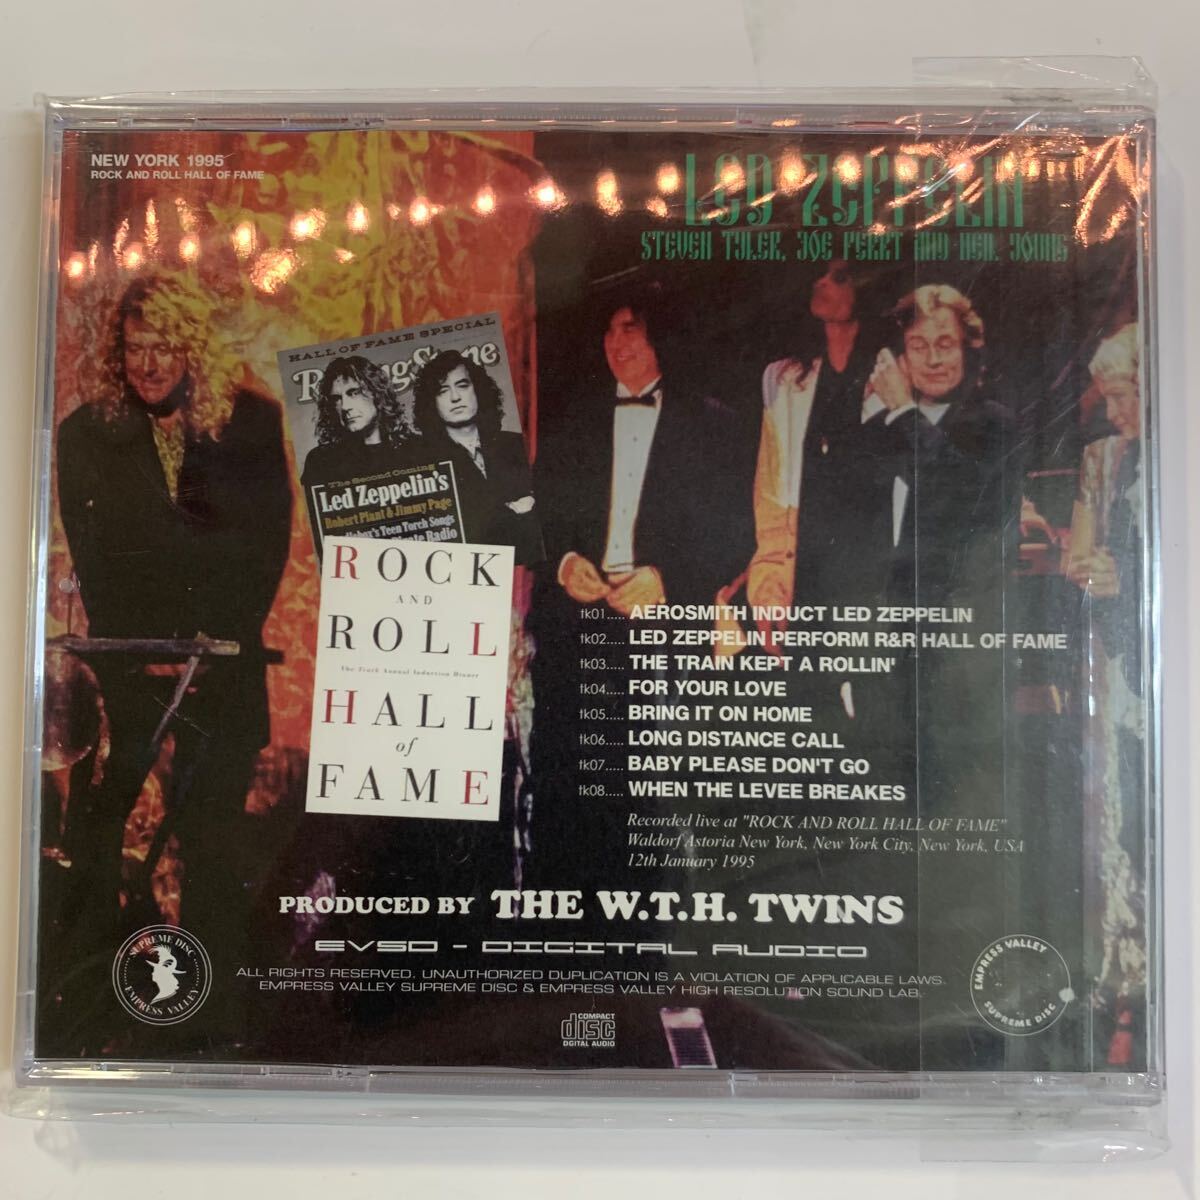 NEW YORK 1995
ROCK AND ROLL HALL OF FAME
LED ZEPPELIN
STEVEN TYLER, JOE PERRY AND NEIL YOUNG
HALL OF FAME SPECIAL
Rolling Stone
The Second Coming
Led Zeppelin's
Robert Plant & Jimmy Page
Teen Torch Songs
Radio
ROCK
AND
ROLL
The Tenth Annual Induction Dinner
HALL
of
FAME
tk01..... AEROSMITH INDUCT LED ZEPPELIN
tk02..... LED ZEPPELIN PERFORM R&R HALL OF FAME
tk03..... THE TRAIN KEPT A ROLLIN'
tk04..... FOR YOUR LOVE
tk05..... BRING IT ON HOME
tk06..... LONG DISTANCE CALL
tk07..... BABY PLEASE DON'T GO
tk08..... WHEN THE LEVEE BREAKES
Recorded live at "ROCK AND ROLL HALL OF FAME"
Waldorf Astoria New York, New York City, New York, USA
12th January 1995
PRODUCED BY THE W.T.H. TWINS
EVSD - DIGITAL AUDIO
ALL RIGHTS RESERVED. UNAUTHORIZED DUPLICATION IS A VIOLATION OF APPLICABLE LAWS.
EMPRESS VALLEY SUPREME DISC & EMPRESS VALLEY HIGH RESOLUTION SOUND LAB.
SUPREME DISC
EMPRESS VALLEY
EMPRESS VALLEY
SUPREME DISC
COMPACT
disc
DIGITAL AUDIO